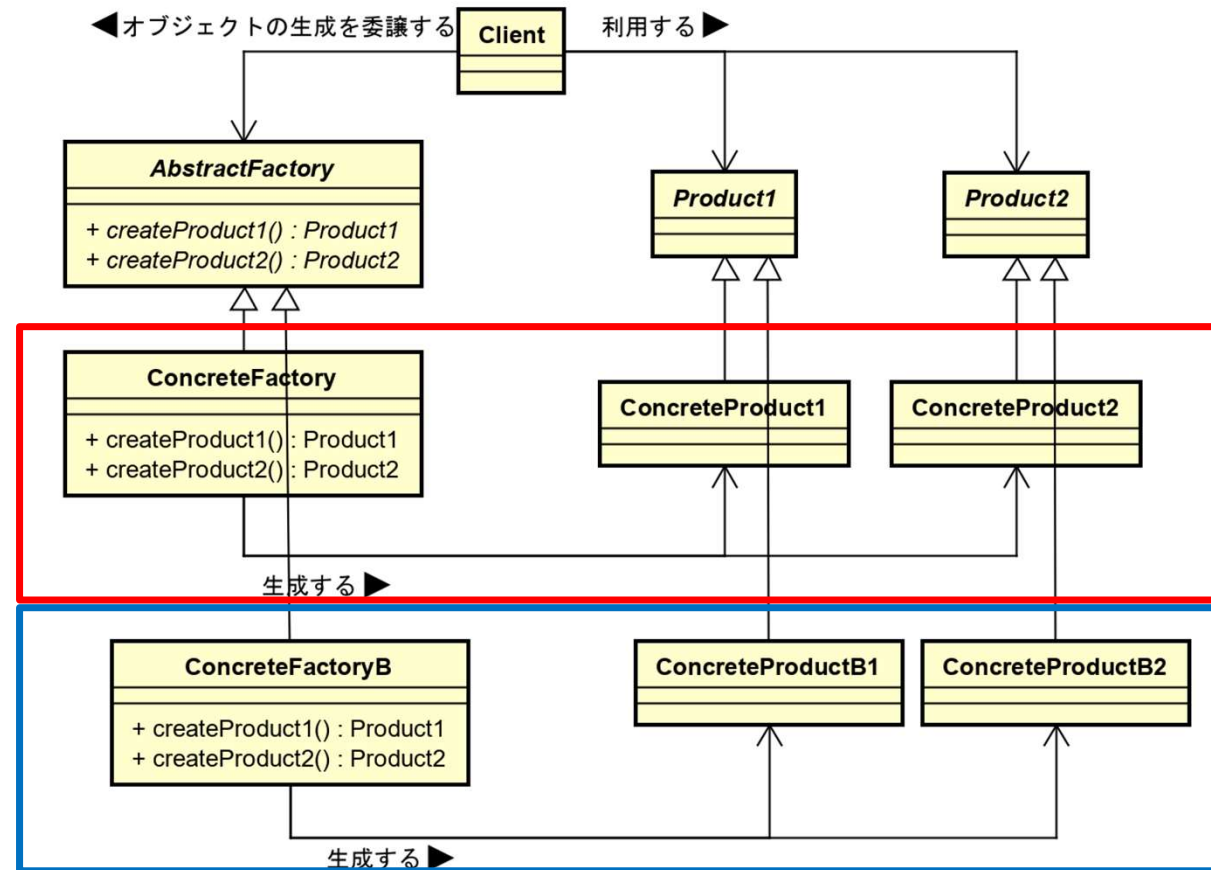 ◀オブジェクトの生成を委譲する
Client
利用する▶
AbstractFactory
+ createProduct1() : Product1
+ createProduct2() : Product2
Product1
Product2
ConcreteFactory
+ createProduct1() : Product1
+ createProduct2() : Product2
ConcreteProduct1
ConcreteProduct2
生成する▶
ConcreteFactoryB
+ createProduct1() : Product1
+ createProduct2() : Product2
ConcreteProductB1
ConcreteProductB2
生成する▶